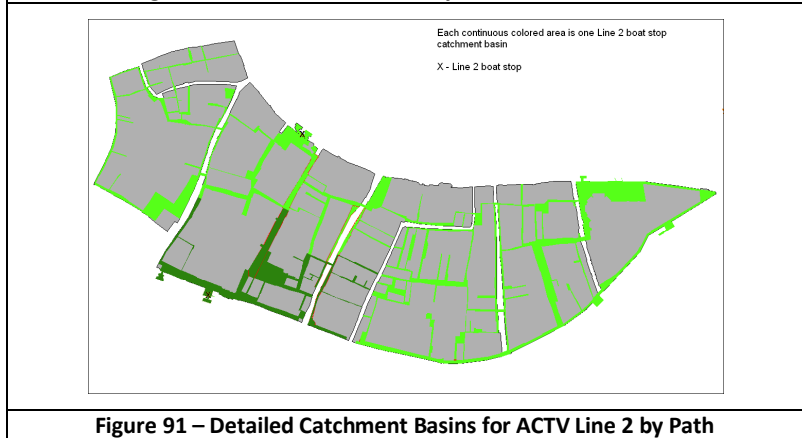 Each continuous colored area is one Line 2 boat stop
catchment basin
X - Line 2 boat stop
X
Figure 91 – Detailed Catchment Basins for ACTV Line 2 by Path